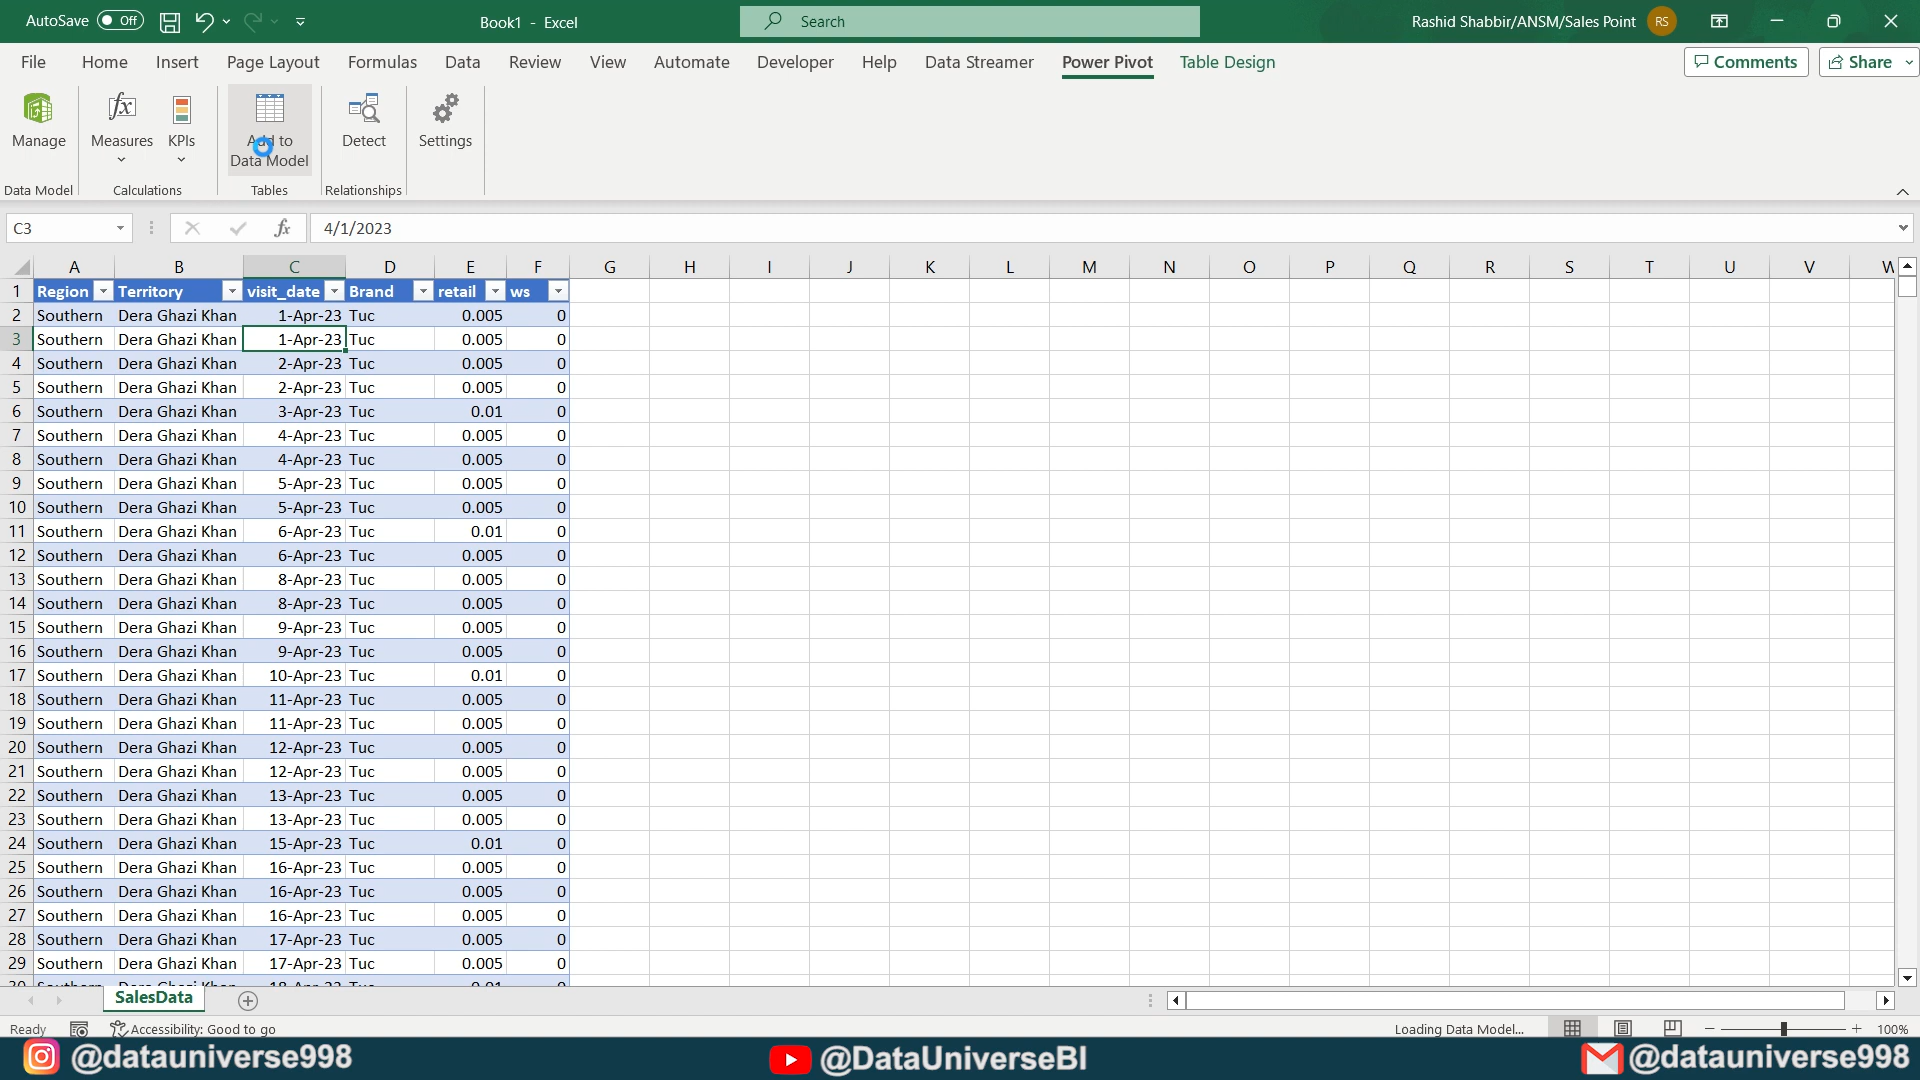 AutoSave Off Book1 - Excel Search Rashid Shabbir/ANSM/Sales Point RS
File Home Insert Page Layout Formulas Data Review View Automate Developer Help Data Streamer Power Pivot Table Design Comments Share
Manage Measures KPIs Add to Data Model Detect Settings
Data Model Calculations Tables Relationships
C3 fx 4/1/2023
A B C D E F G H I J K L M N O P Q R S T U V W
1 Region Territory visit_date Brand retail ws
2 Southern Dera Ghazi Khan 1-Apr-23 Tuc 0.005 0
3 Southern Dera Ghazi Khan 1-Apr-23 Tuc 0.005 0
4 Southern Dera Ghazi Khan 2-Apr-23 Tuc 0.005 0
5 Southern Dera Ghazi Khan 2-Apr-23 Tuc 0.005 0
6 Southern Dera Ghazi Khan 3-Apr-23 Tuc 0.01 0
7 Southern Dera Ghazi Khan 4-Apr-23 Tuc 0.005 0
8 Southern Dera Ghazi Khan 4-Apr-23 Tuc 0.005 0
9 Southern Dera Ghazi Khan 5-Apr-23 Tuc 0.005 0
10 Southern Dera Ghazi Khan 5-Apr-23 Tuc 0.005 0
11 Southern Dera Ghazi Khan 6-Apr-23 Tuc 0.01 0
12 Southern Dera Ghazi Khan 6-Apr-23 Tuc 0.005 0
13 Southern Dera Ghazi Khan 8-Apr-23 Tuc 0.005 0
14 Southern Dera Ghazi Khan 8-Apr-23 Tuc 0.005 0
15 Southern Dera Ghazi Khan 9-Apr-23 Tuc 0.005 0
16 Southern Dera Ghazi Khan 9-Apr-23 Tuc 0.005 0
17 Southern Dera Ghazi Khan 10-Apr-23 Tuc 0.01 0
18 Southern Dera Ghazi Khan 11-Apr-23 Tuc 0.005 0
19 Southern Dera Ghazi Khan 11-Apr-23 Tuc 0.005 0
20 Southern Dera Ghazi Khan 12-Apr-23 Tuc 0.005 0
21 Southern Dera Ghazi Khan 12-Apr-23 Tuc 0.005 0
22 Southern Dera Ghazi Khan 13-Apr-23 Tuc 0.005 0
23 Southern Dera Ghazi Khan 13-Apr-23 Tuc 0.005 0
24 Southern Dera Ghazi Khan 15-Apr-23 Tuc 0.01 0
25 Southern Dera Ghazi Khan 16-Apr-23 Tuc 0.005 0
26 Southern Dera Ghazi Khan 16-Apr-23 Tuc 0.005 0
27 Southern Dera Ghazi Khan 16-Apr-23 Tuc 0.005 0
28 Southern Dera Ghazi Khan 17-Apr-23 Tuc 0.005 0
29 Southern Dera Ghazi Khan 17-Apr-23 Tuc 0.005 0
SalesData
Ready Accessibility: Good to go Loading Data Model... 100%
@datauniverse998 @DataUniverseBI @datauniverse998